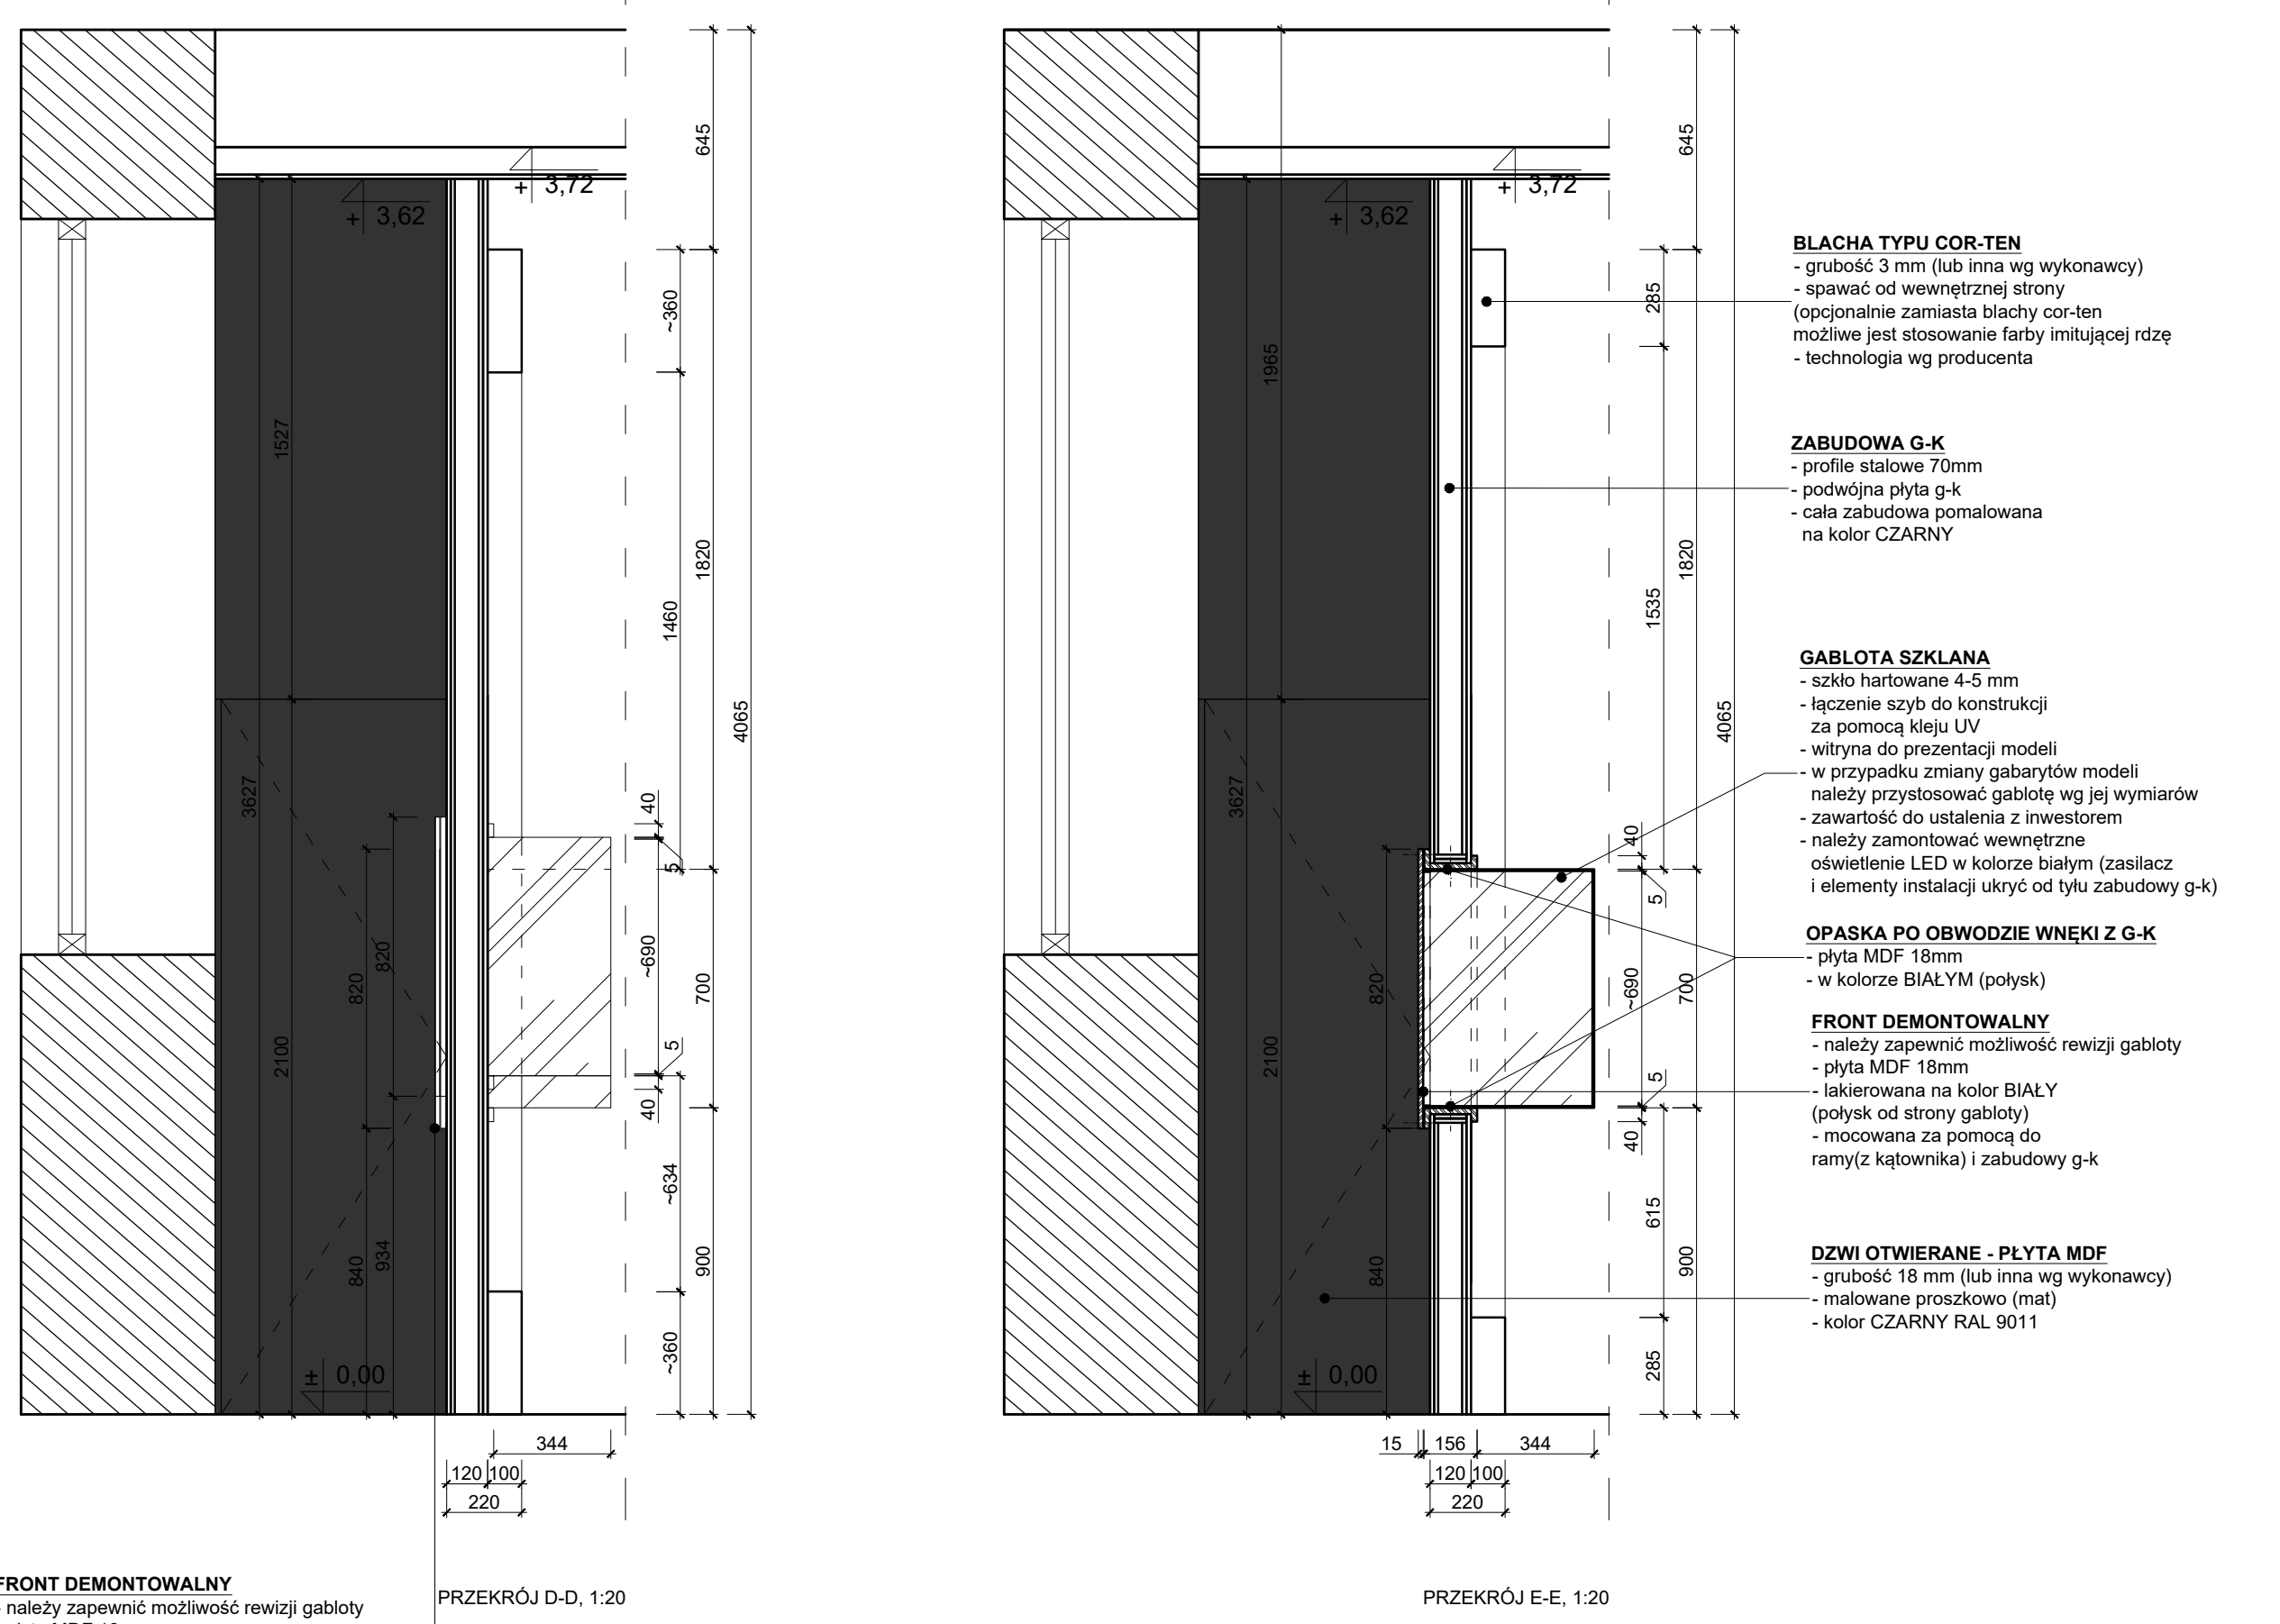 645
+ 3,72
+ 3,62
~360
1527
1820
1460
4065
3627
40
5
820
820
~690
700
2100
5
40
~634
934
840
900
~360
± 0,00
344
120 100
220
PRZEKRÓJ D-D, 1:20
FRONT DEMONTOWALNY
- należy zapewnić możliwość rewizji gabloty
645
+ 3,72
+ 3,62
285
1965
1820
1535
4065
3627
40
5
820
~690
700
2100
5
40
615
840
900
285
± 0,00
15 156 344
120 100
220
PRZEKRÓJ E-E, 1:20
BLACHA TYPU COR-TEN
- grubość 3 mm (lub inna wg wykonawcy)
- spawać od wewnętrznej strony
(opcjonalnie zamiasta blachy cor-ten
możliwe jest stosowanie farby imitującej rdzę
- technologia wg producenta
ZABUDOWA G-K
- profile stalowe 70mm
- podwójna płyta g-k
- cała zabudowa pomalowana
na kolor CZARNY
GABLOTA SZKLANA
- szkło hartowane 4-5 mm
- łączenie szyb do konstrukcji
za pomocą kleju UV
- witryna do prezentacji modeli
- w przypadku zmiany gabarytów modeli
należy przystosować gablotę wg jej wymiarów
- zawartość do ustalenia z inwestorem
- należy zamontować wewnętrzne
oświetlenie LED w kolorze białym (zasilacz
i elementy instalacji ukryć od tyłu zabudowy g-k)
OPASKA PO OBWODZIE WNĘKI Z G-K
- płyta MDF 18mm
- w kolorze BIAŁYM (połysk)
FRONT DEMONTOWALNY
- należy zapewnić możliwość rewizji gabloty
- płyta MDF 18mm
- lakierowana na kolor BIAŁY
(połysk od strony gabloty)
- mocowana za pomocą do
ramy(z kątownika) i zabudowy g-k
DZWI OTWIERANE - PŁYTA MDF
- grubość 18 mm (lub inna wg wykonawcy)
- malowane proszkowo (mat)
- kolor CZARNY RAL 9011